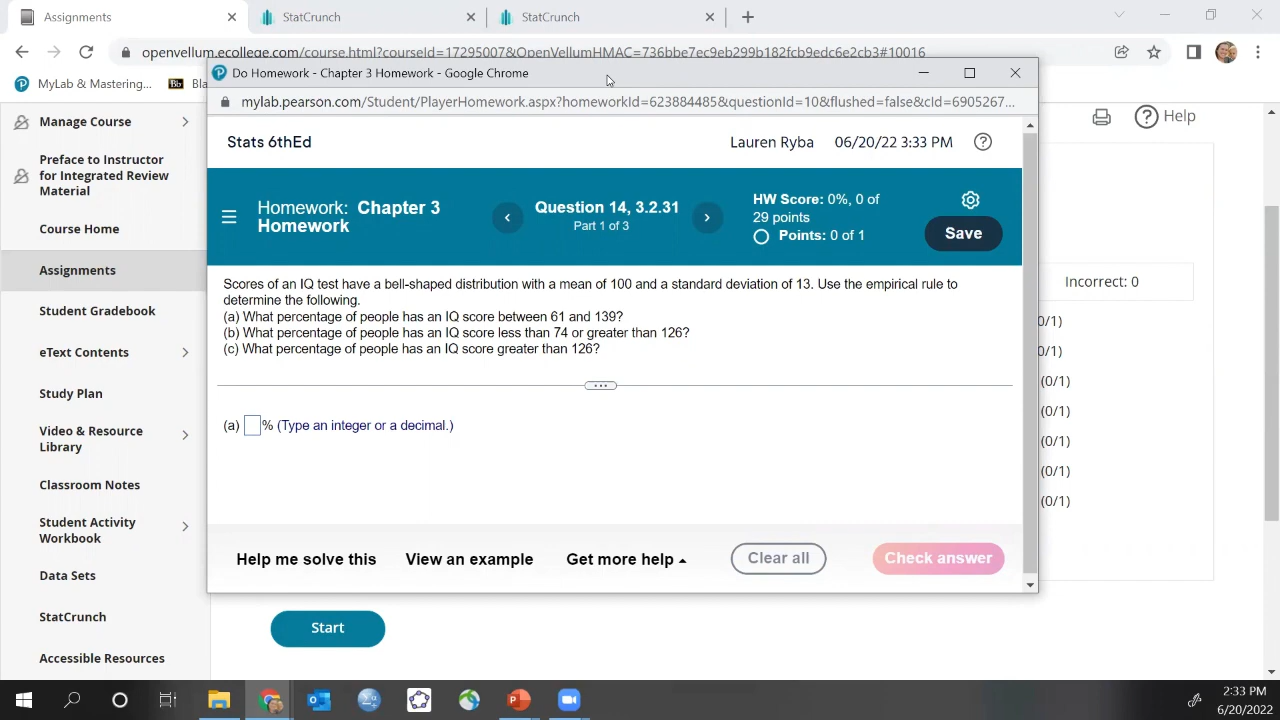 Assignments
StatCrunch
StatCrunch
openvellum.ecollege.com/course.html?courseId=17295007&OpenVellumHMAC=736bbe7ec9eb299b182fcb9edc6e2cb3#10016
MyLab & Mastering...
Bb
Bla
Do Homework - Chapter 3 Homework - Google Chrome
mylab.pearson.com/Student/PlayerHomework.aspx?homeworkId=623884485&questionId=10&flushed=false&cId=6905267...
Manage Course
Preface to Instructor
for Integrated Review
Material
Course Home
Assignments
Student Gradebook
eText Contents
Study Plan
Video & Resource
Library
Classroom Notes
Student Activity
Workbook
Data Sets
StatCrunch
Accessible Resources
Stats 6thEd
Lauren Ryba 06/20/22 3:33 PM
Homework: Chapter 3
Homework
Question 14, 3.2.31
Part 1 of 3
HW Score: 0%, 0 of
29 points
Points: 0 of 1
Save
Scores of an IQ test have a bell-shaped distribution with a mean of 100 and a standard deviation of 13. Use the empirical rule to
determine the following.
(a) What percentage of people has an IQ score between 61 and 139?
(b) What percentage of people has an IQ score less than 74 or greater than 126?
(c) What percentage of people has an IQ score greater than 126?
(a) % (Type an integer or a decimal.)
Help me solve this
View an example
Get more help
Clear all
Check answer
Help
Incorrect: 0
0/1)
0/1)
(0/1)
(0/1)
(0/1)
(0/1)
(0/1)
Start
2:33 PM
6/20/2022